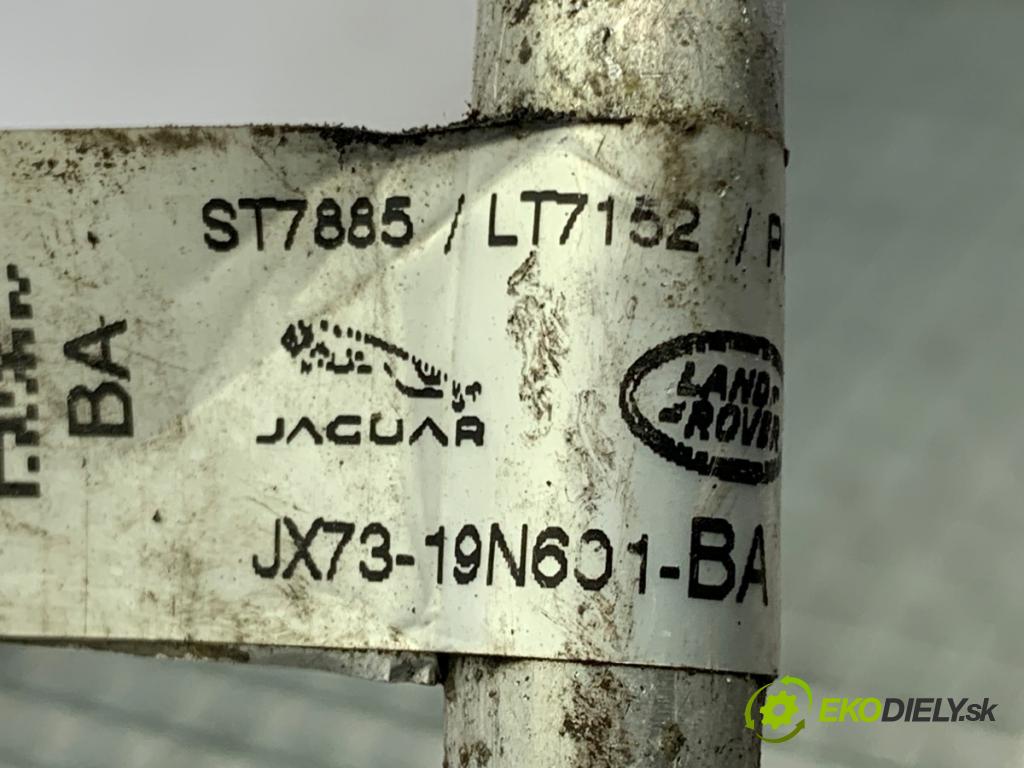 ST7885 / LT7152 / P
BA
JAGUAR
LAND
ROVER
JX73-19N601-BA
EKODIELY.sk